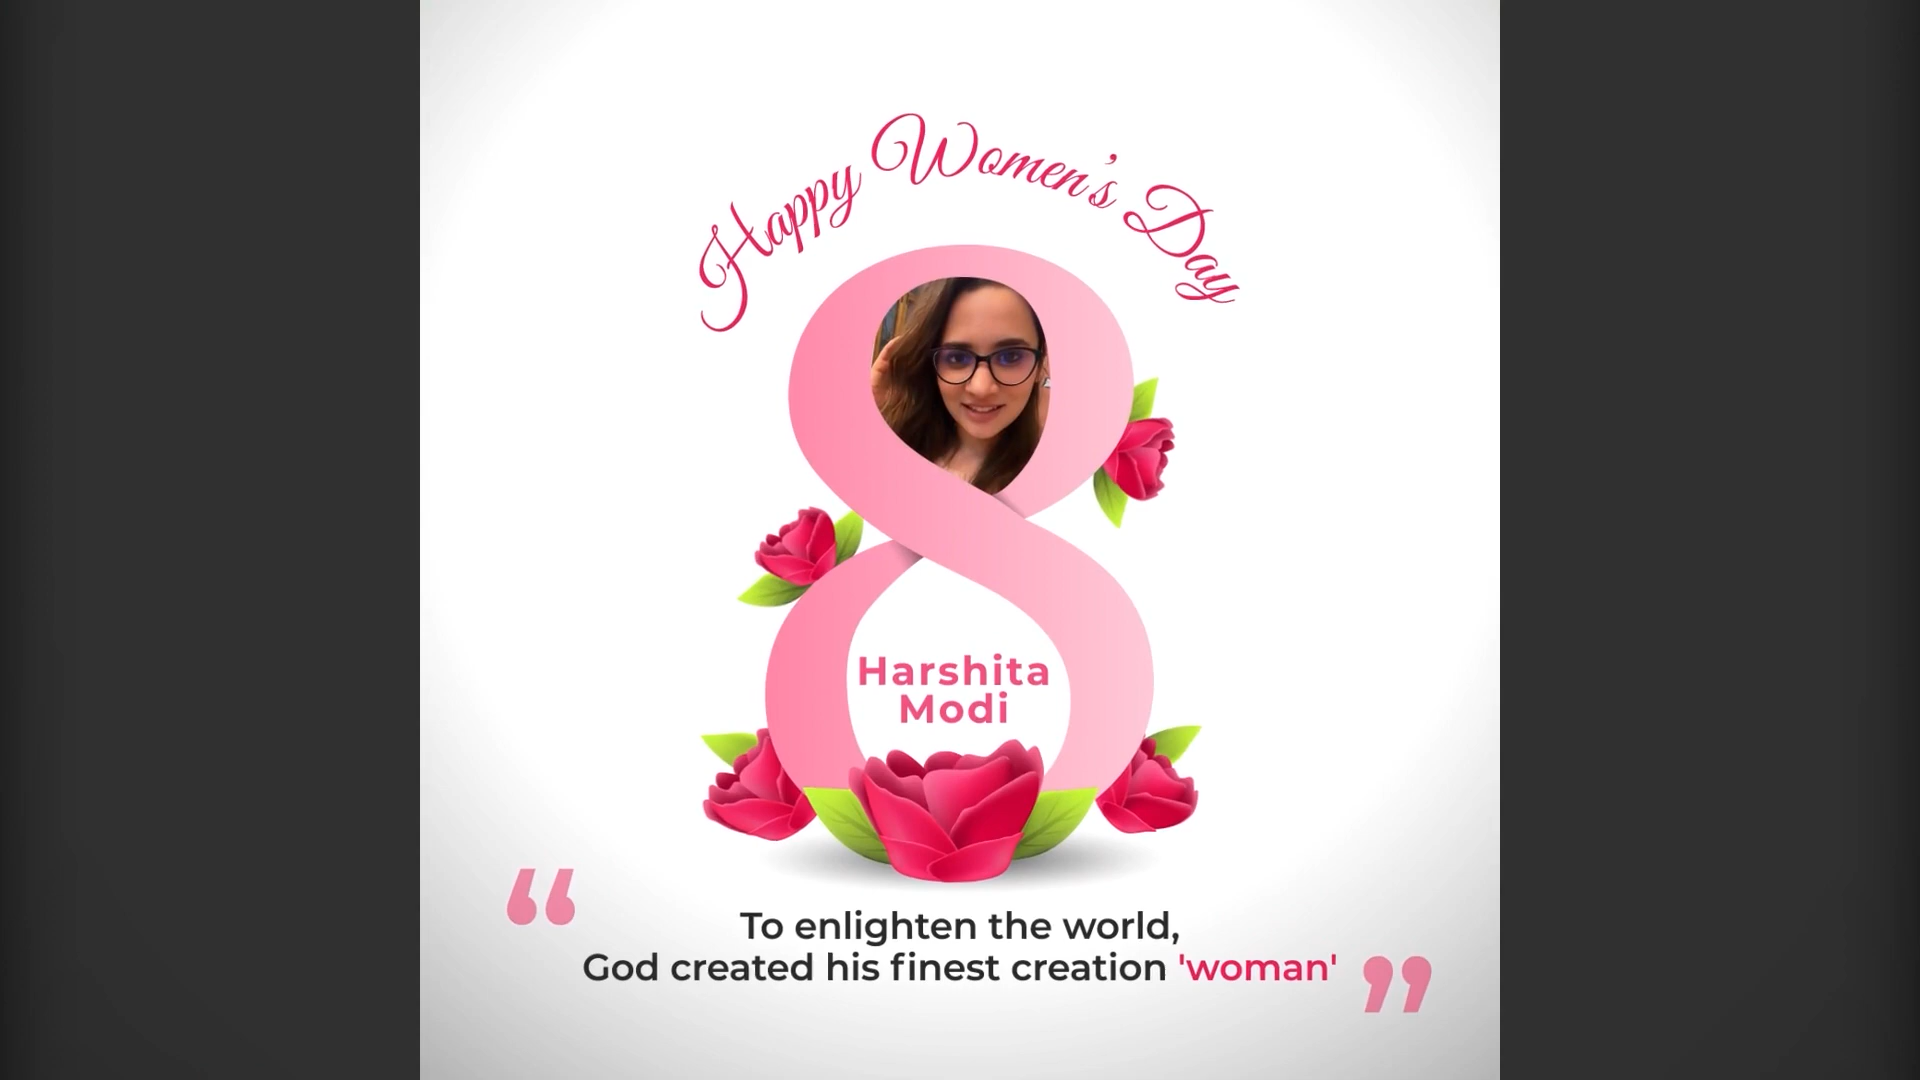 Happy Women's Day
8
Harshita
Modi
“ To enlighten the world,
God created his finest creation 'woman' ”